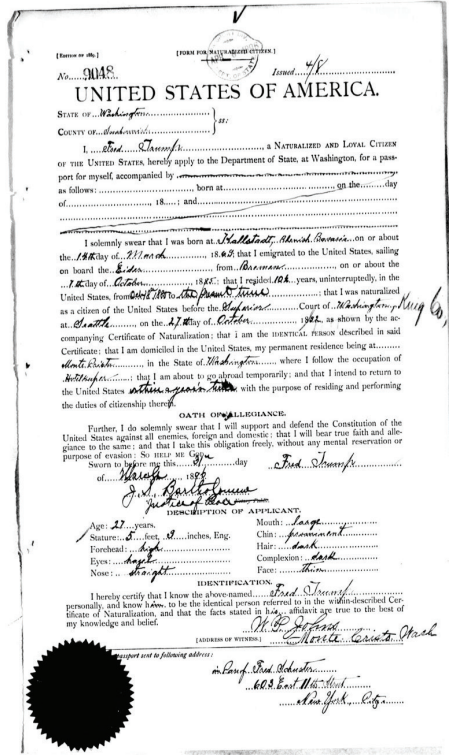 [EDITION OF 1889.]
[FORM FOR NATURALIZED CITIZEN.]
No. 9048.
Issued 4/8
UNITED STATES OF AMERICA.
STATE OF Washington
COUNTY OF Snohomish } ss:
I, Fred Trump, a NATURALIZED AND LOYAL CITIZEN
OF THE UNITED STATES, hereby apply to the Department of State, at Washington, for a pass-
port for myself, accompanied by
as follows: , born at on the day
of , 18 ; and
I solemnly swear that I was born at Kallstadt, Rhenish Bavaria on or about
the 14th day of March 18 ; that I emigrated to the United States, sailing
on board the Eider from Bremen, on or about the
7th day of October 1885; that I resided 10½ years, uninterruptedly, in the
United States, from to the present time that I was naturalized
as a citizen of the United States before the Superior Court of Washington, King Co,
at Seattle, on the 27th day of October 1892, as shown by the ac-
companying Certificate of Naturalization; that I am the IDENTICAL PERSON described in said
Certificate; that I am domiciled in the United States, my permanent residence being at
Monte Cristo, in the State of Washington where I follow the occupation of
Hotelkeeper; that I am about to go abroad temporarily; and that I intend to return to
the United States within a year's time with the purpose of residing and performing
the duties of citizenship therein.
OATH OF ALLEGIANCE.
Further, I do solemnly swear that I will support and defend the Constitution of the
United States against all enemies, foreign and domestic; that I will bear true faith and alle-
giance to the same; and that I take this obligation freely, without any mental reservation or
purpose of evasion: SO HELP ME GOD.
Sworn to before me this 31 day
Fred Trump
of March 18
J. S. Bartholomew
Justice of Peace
DESCRIPTION OF APPLICANT.
Age: 27 years. Mouth: large
Stature: 5 feet, 9 inches, Eng. Chin: prominent
Forehead: high Hair: dark
Eyes: hazel Complexion: dark
Nose: straight Face: thin
IDENTIFICATION.
I hereby certify that I know the above-named Fred Trump
personally, and know him to be the identical person referred to in the within-described Cer-
tificate of Naturalization, and that the facts stated in his affidavit are true to the best of
my knowledge and belief.
W. P. Johns
[ADDRESS OF WITNESS.] Monte Cristo Wash
Passport sent to following address:
in care of Fred Schuster
603 East 11th Street
New York, City